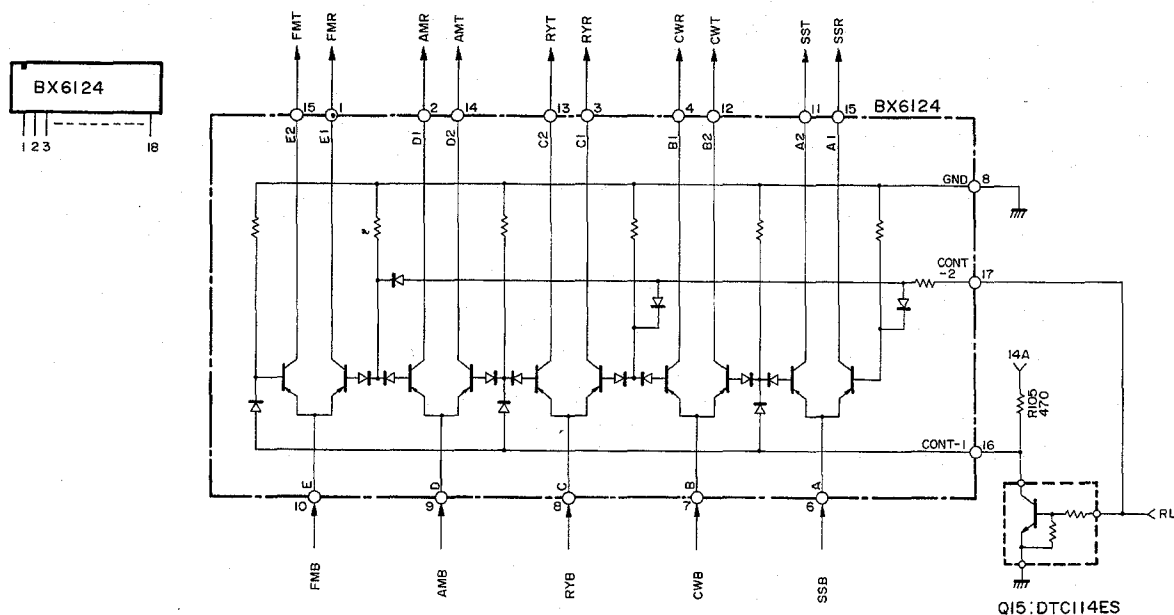 FMT FMR AMR AMT RYT RYR CWR CWT SST SSR
BX6124
1 2 3 18
BX6124
15 1 2 14 13 3 4 12 11 15
E2 E1 D1 D2 C2 C1 B1 B2 A2 A1
GND 8
CONT
-2 17
14A
R105
470
CONT-1 16
E D C B A
10 9 8 7 6
RL
FMB AMB RYB CWB SSB
Q15:DTC114ES